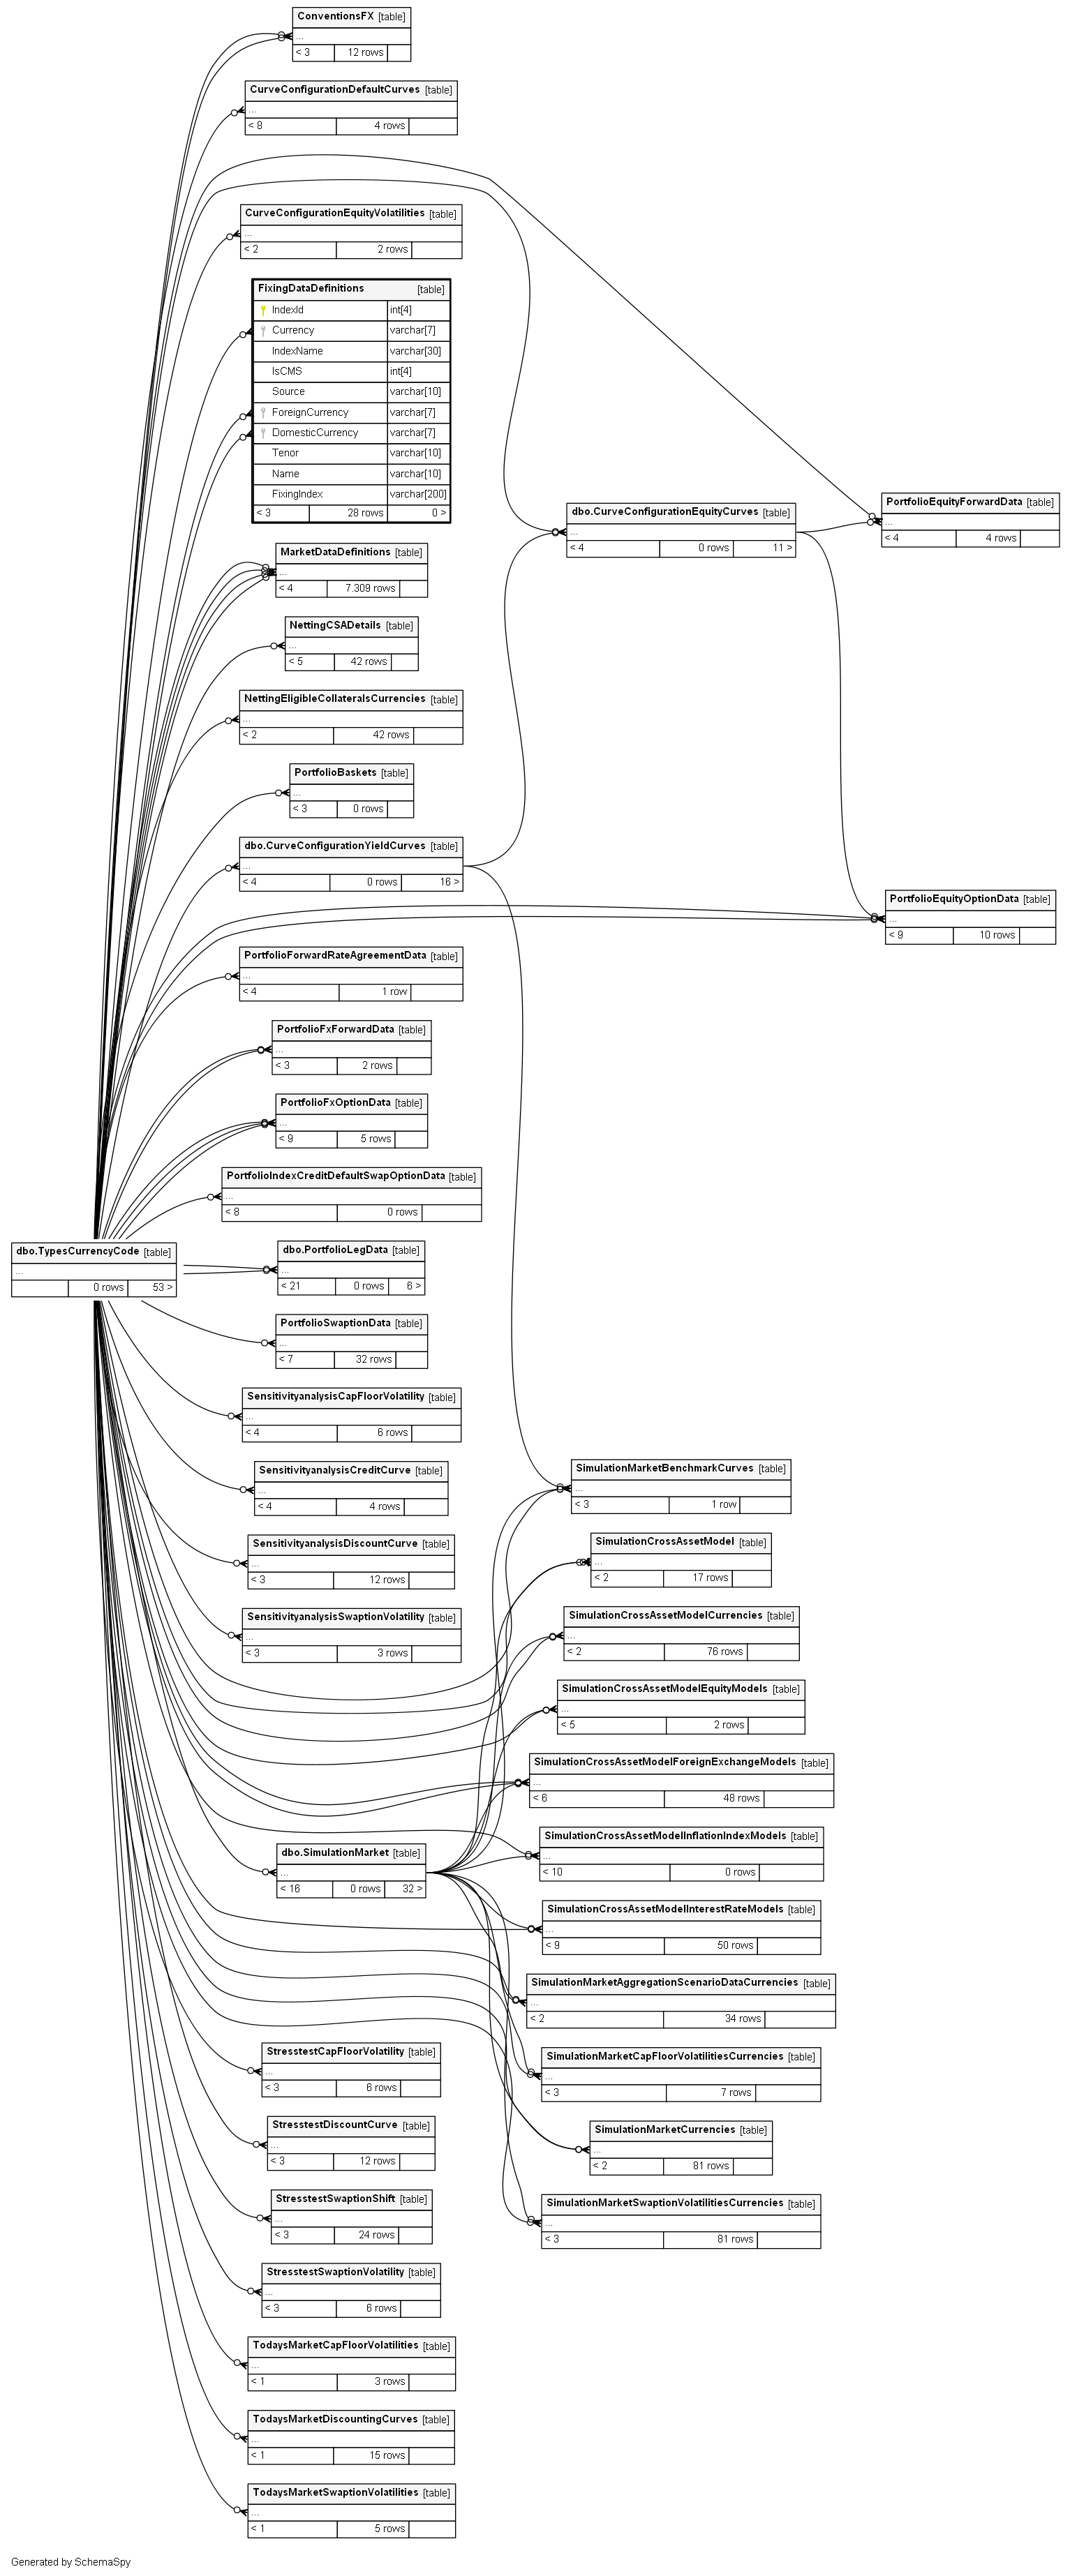 ConventionsFX [table]
...
< 3 12 rows
CurveConfigurationDefaultCurves [table]
...
< 8 4 rows
CurveConfigurationEquityVolatilities [table]
...
< 2 2 rows
FixingDataDefinitions [table]
IndexId int[4]
Currency varchar[7]
IndexName varchar[30]
IsCMS int[4]
Source varchar[10]
ForeignCurrency varchar[7]
DomesticCurrency varchar[7]
Tenor varchar[10]
Name varchar[10]
FixingIndex varchar[200]
< 3 28 rows 0 >
dbo.CurveConfigurationEquityCurves [table]
...
< 4 0 rows 11 >
PortfolioEquityForwardData [table]
...
< 4 4 rows
MarketDataDefinitions [table]
...
< 4 7.309 rows
NettingCSADetails [table]
...
< 5 42 rows
NettingEligibleCollateralsCurrencies [table]
...
< 2 42 rows
PortfolioBaskets [table]
...
< 3 0 rows
dbo.CurveConfigurationYieldCurves [table]
...
< 4 0 rows 16 >
PortfolioEquityOptionData [table]
...
< 9 10 rows
PortfolioForwardRateAgreementData [table]
...
< 4 1 row
PortfolioFxForwardData [table]
...
< 3 2 rows
PortfolioFxOptionData [table]
...
< 9 5 rows
PortfolioIndexCreditDefaultSwapOptionData [table]
...
< 8 0 rows
dbo.TypesCurrencyCode [table]
...
0 rows 53 >
dbo.PortfolioLegData [table]
...
< 21 0 rows 6 >
PortfolioSwaptionData [table]
...
< 7 32 rows
SensitivityanalysisCapFloorVolatility [table]
...
< 4 6 rows
SensitivityanalysisCreditCurve [table]
...
< 4 4 rows
SimulationMarketBenchmarkCurves [table]
...
< 3 1 row
SensitivityanalysisDiscountCurve [table]
...
< 3 12 rows
SimulationCrossAssetModel [table]
...
< 2 17 rows
SensitivityanalysisSwaptionVolatility [table]
...
< 3 3 rows
SimulationCrossAssetModelCurrencies [table]
...
< 2 76 rows
SimulationCrossAssetModelEquityModels [table]
...
< 5 2 rows
SimulationCrossAssetModelForeignExchangeModels [table]
...
< 6 48 rows
dbo.SimulationMarket [table]
...
< 16 0 rows 32 >
SimulationCrossAssetModelInflationIndexModels [table]
...
< 10 0 rows
SimulationCrossAssetModelInterestRateModels [table]
...
< 9 50 rows
SimulationMarketAggregationScenarioDataCurrencies [table]
...
< 2 34 rows
StresstestCapFloorVolatility [table]
...
< 3 6 rows
SimulationMarketCapFloorVolatilitiesCurrencies [table]
...
< 3 7 rows
StresstestDiscountCurve [table]
...
< 3 12 rows
SimulationMarketCurrencies [table]
...
< 2 81 rows
StresstestSwaptionShift [table]
...
< 3 24 rows
SimulationMarketSwaptionVolatilitiesCurrencies [table]
...
< 3 81 rows
StresstestSwaptionVolatility [table]
...
< 3 6 rows
TodaysMarketCapFloorVolatilities [table]
...
< 1 3 rows
TodaysMarketDiscountingCurves [table]
...
< 1 15 rows
TodaysMarketSwaptionVolatilities [table]
...
< 1 5 rows
Generated by SchemaSpy